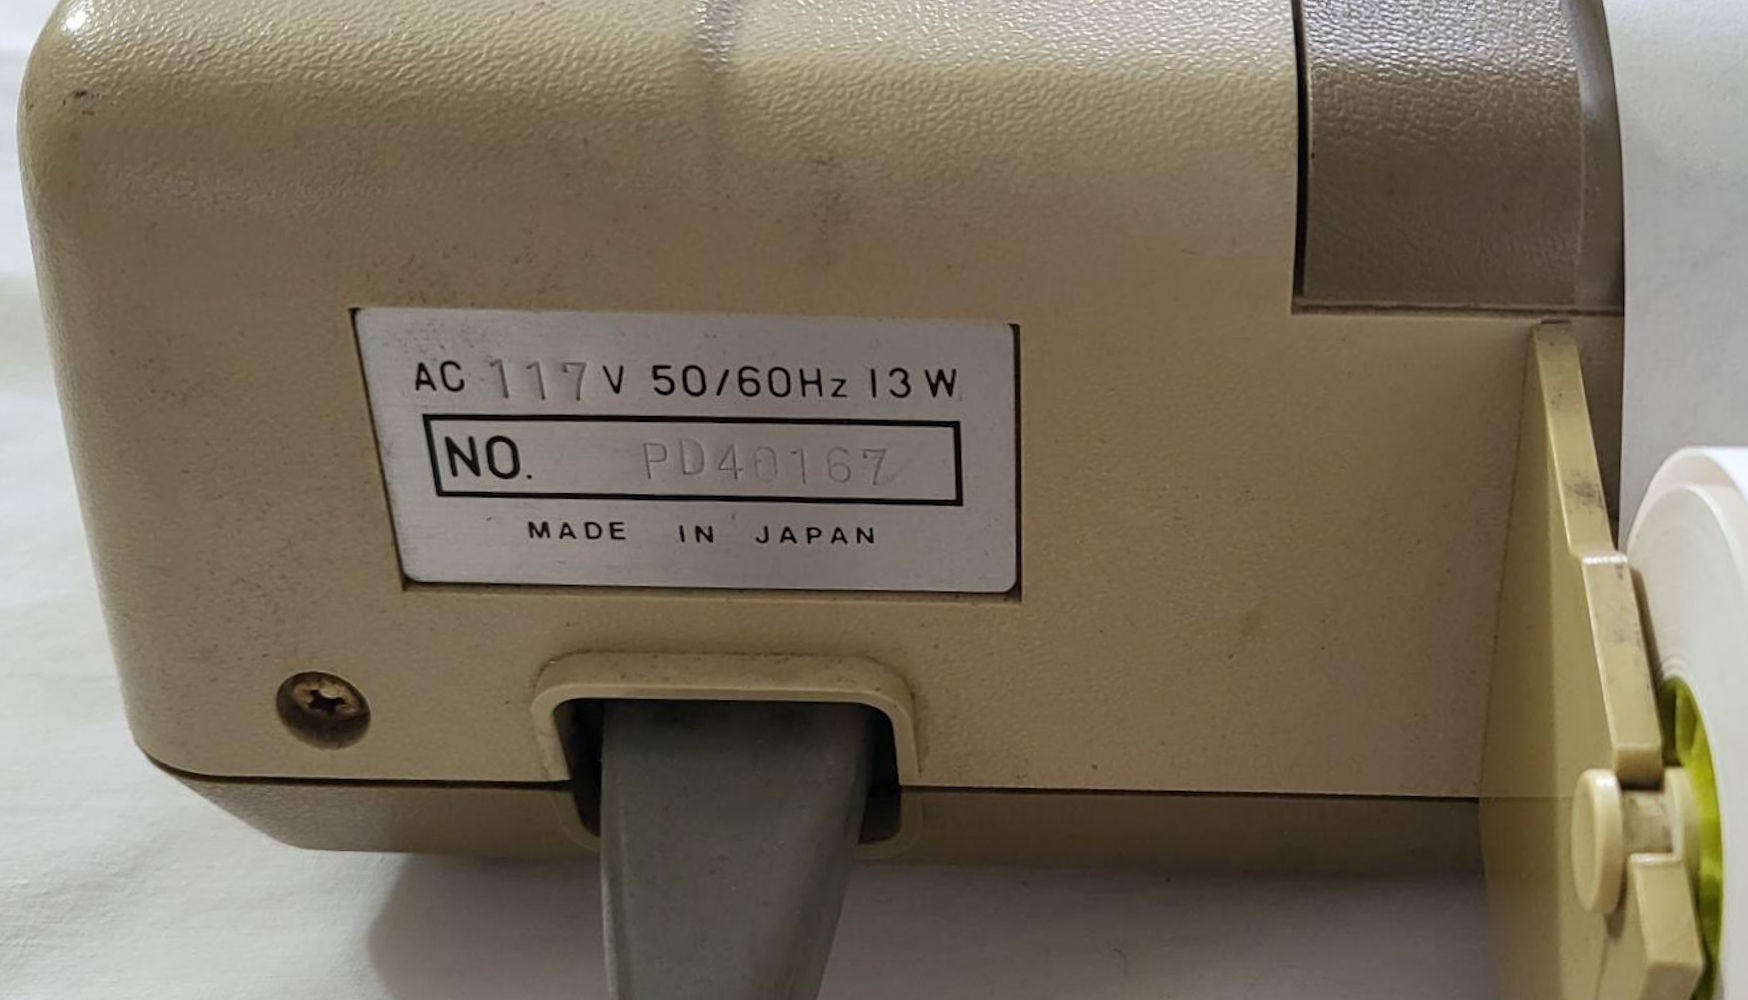 AC 117 V 50/60Hz 13 W
NO. PD40167
MADE IN JAPAN